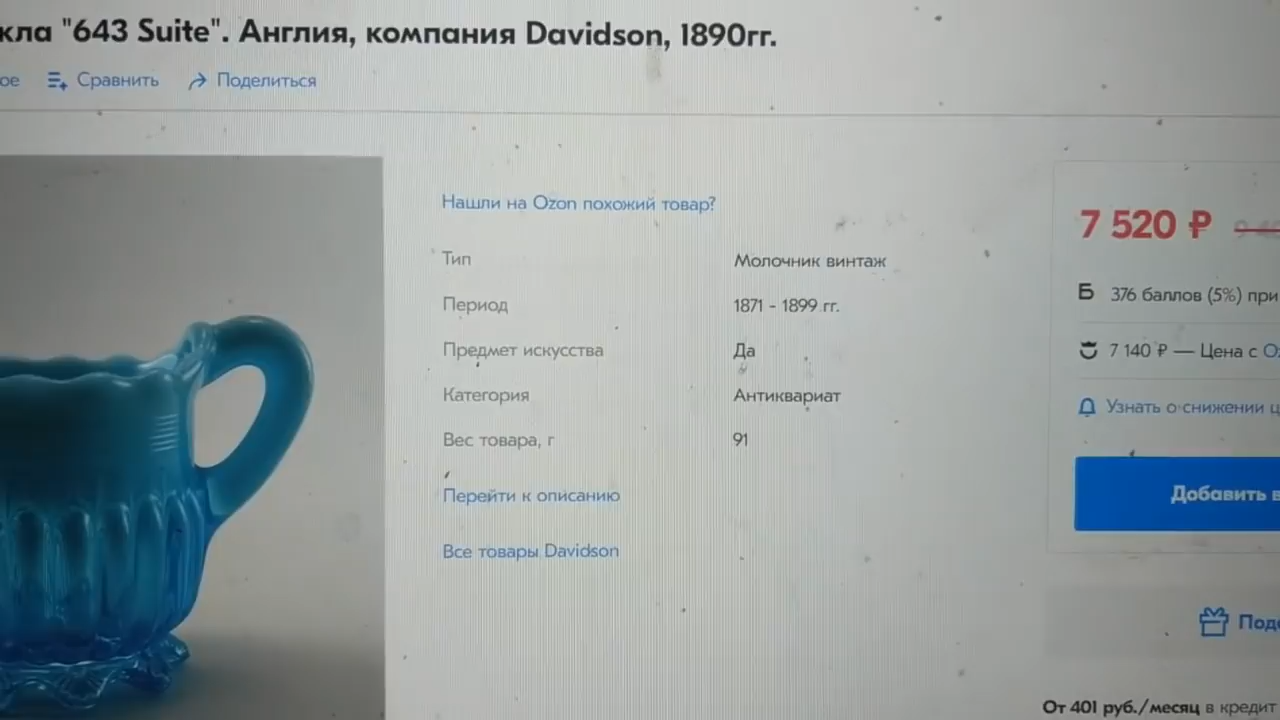 "643 Suite". Англия, компания Davidson, 1890гг.
Сравнить
Поделиться
Нашли на Ozon похожий товар?
7 520 ₽
Тип Молочник винтаж
Период 1871 - 1899 гг.
Предмет искусства Да
Категория Антиквариат
Вес товара, г 91
Б 376 баллов (5%) при
7 140 ₽ — Цена с
Узнать о снижении
Перейти к описанию
Добавить
Все товары Davidson
От 401 руб./месяц в кредит